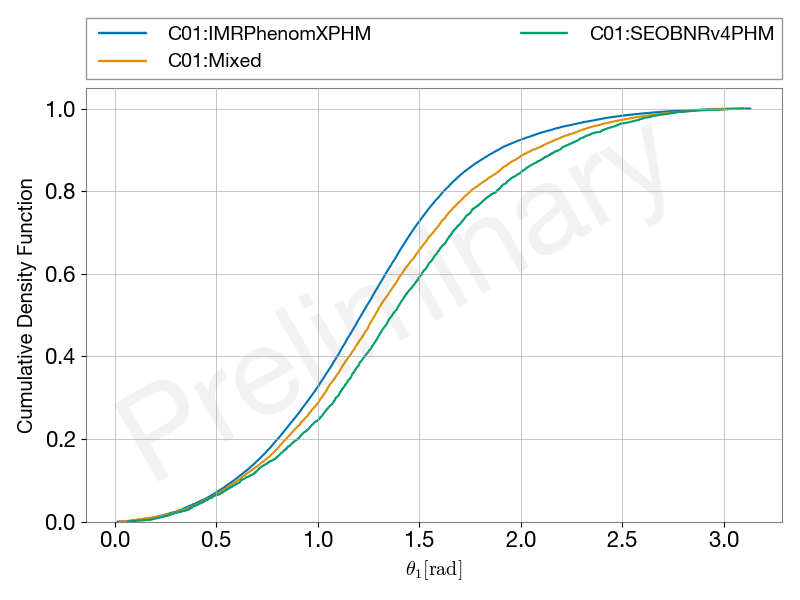 C01:IMRPhenomXPHM
C01:Mixed
C01:SEOBNRv4PHM
Cumulative Density Function
1.0
0.8
0.6
0.4
0.2
0.0
Preliminary
0.0 0.5 1.0 1.5 2.0 2.5 3.0
θ₁[rad]